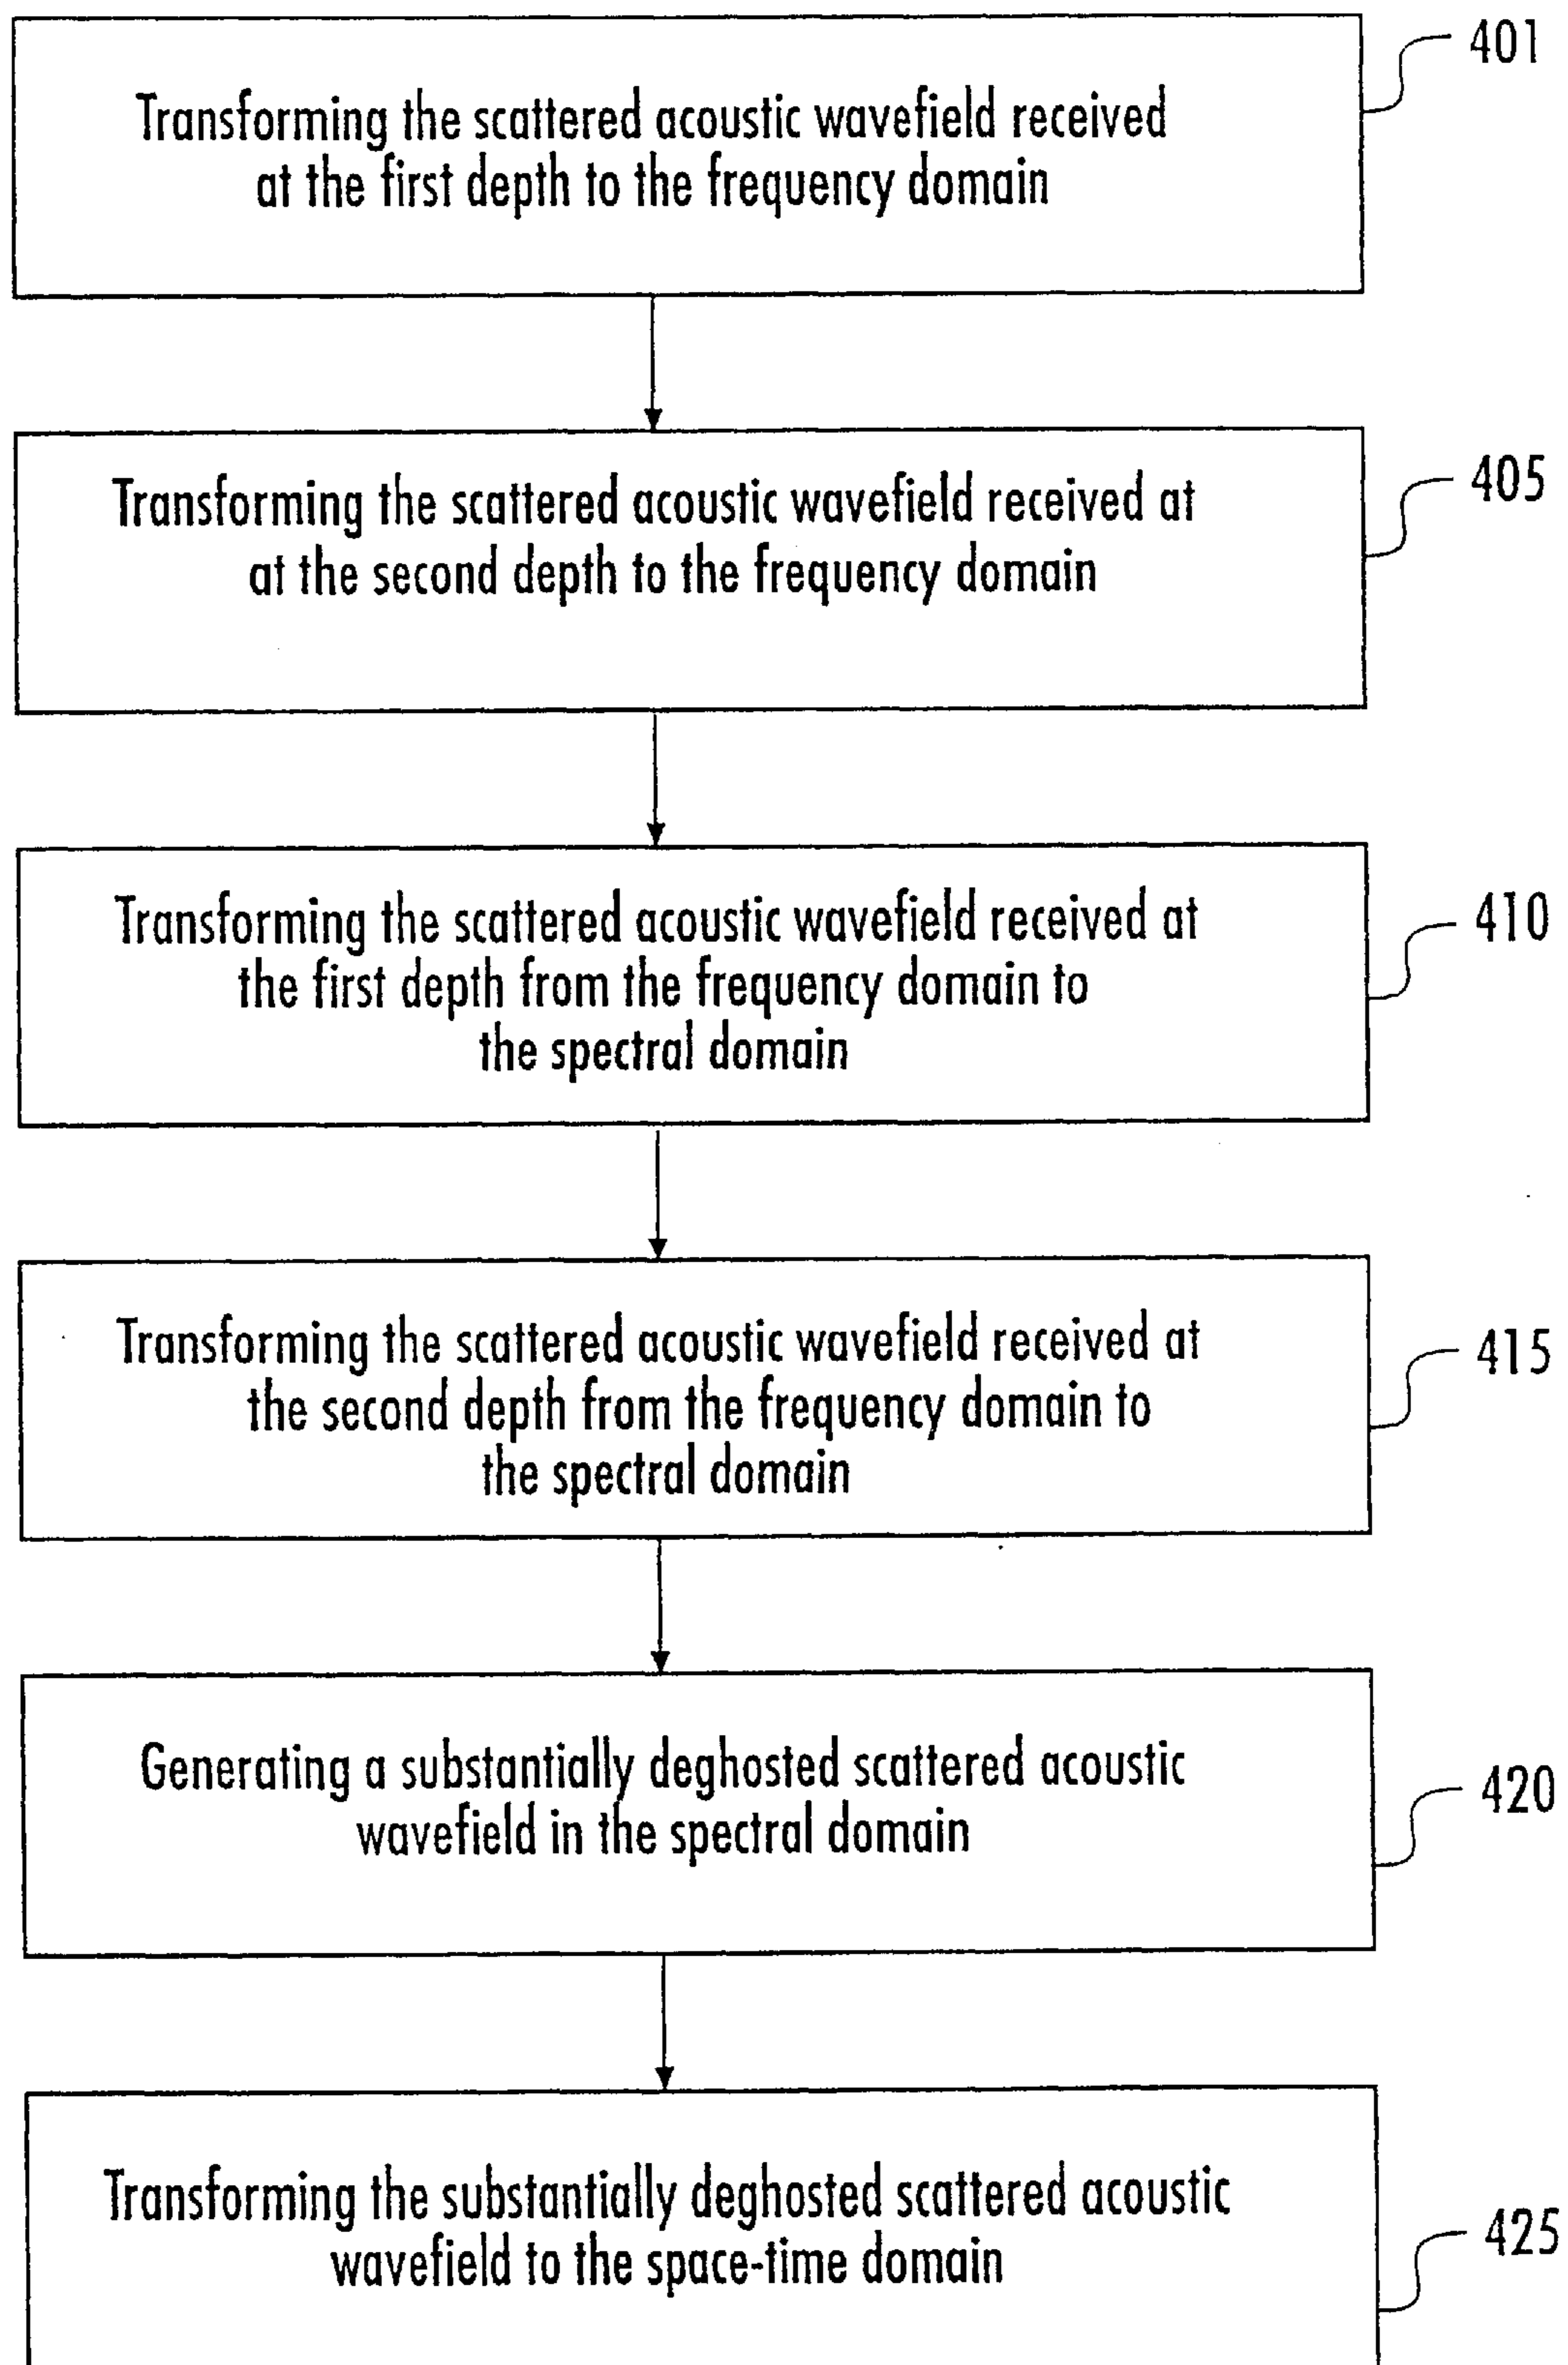 401
Transforming the scattered acoustic wavefield received
at the first depth to the frequency domain
405
Transforming the scattered acoustic wavefield received at
at the second depth to the frequency domain
410
Transforming the scattered acoustic wavefield received at
the first depth from the frequency domain to
the spectral domain
415
Transforming the scattered acoustic wavefield received at
the second depth from the frequency domain to
the spectral domain
420
Generating a substantially deghosted scattered acoustic
wavefield in the spectral domain
425
Transforming the substantially deghosted scattered acoustic
wavefield to the space-time domain